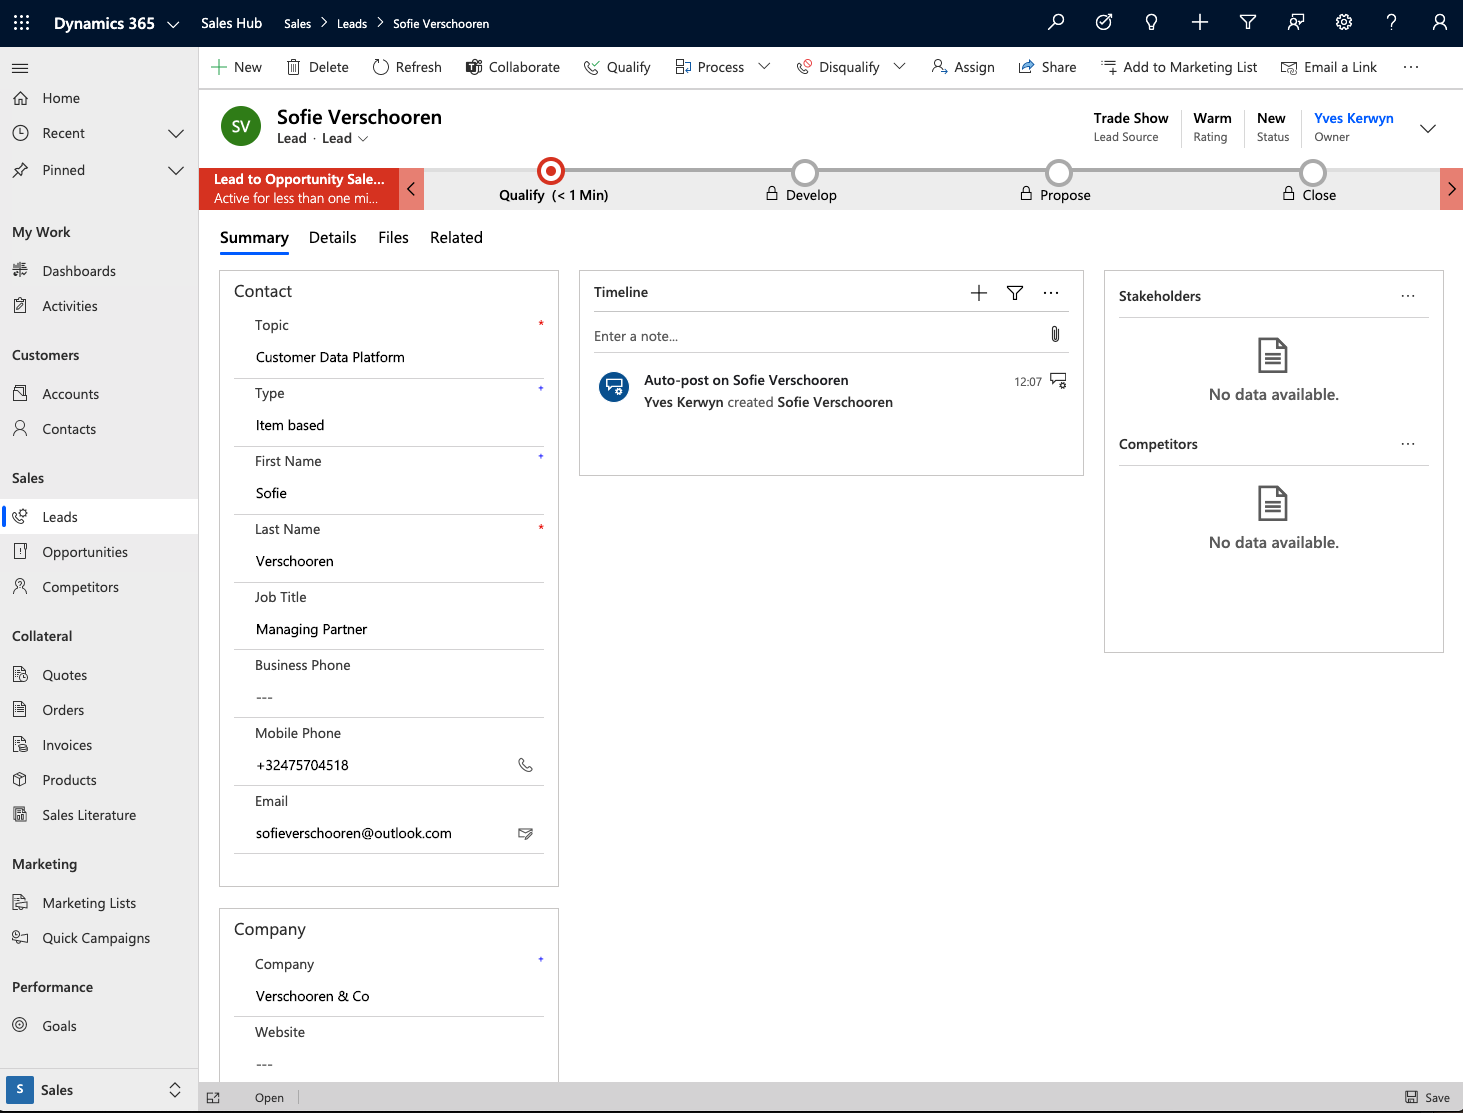 Dynamics 365 Sales Hub Sales Leads Sofie Verschooren
New Delete Refresh Collaborate Qualify Process Disqualify Assign Share Add to Marketing List Email a Link
Home
Recent
Pinned
My Work
Dashboards
Activities
Customers
Accounts
Contacts
Sales
Leads
Opportunities
Competitors
Collateral
Quotes
Orders
Invoices
Products
Sales Literature
Marketing
Marketing Lists
Quick Campaigns
Performance
Goals
S Sales
SV
Sofie Verschooren
Lead · Lead
Trade Show
Lead Source
Warm
Rating
New
Status
Yves Kerwyn
Owner
Lead to Opportunity Sale...
Active for less than one mi...
Qualify (< 1 Min)
Develop
Propose
Close
Summary Details Files Related
Contact
Topic *
Customer Data Platform
Type +
Item based
First Name +
Sofie
Last Name *
Verschooren
Job Title
Managing Partner
Business Phone
---
Mobile Phone
+32475704518
Email
sofieverschooren@outlook.com
Company
Company +
Verschooren & Co
Website
---
Timeline
Enter a note...
Auto-post on Sofie Verschooren 12:07
Yves Kerwyn created Sofie Verschooren
Stakeholders
No data available.
Competitors
No data available.
Open
Save